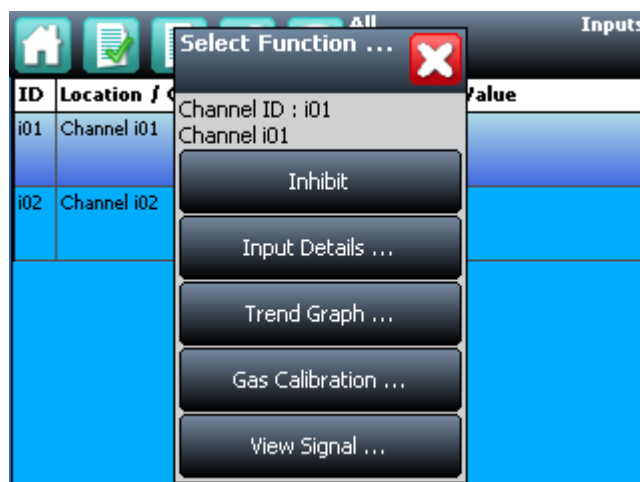 All
Inputs
Select Function ...
ID Location / Value
Channel ID : i01
Channel i01
i01 Channel i01
Inhibit
i02 Channel i02
Input Details ...
Trend Graph ...
Gas Calibration ...
View Signal ...